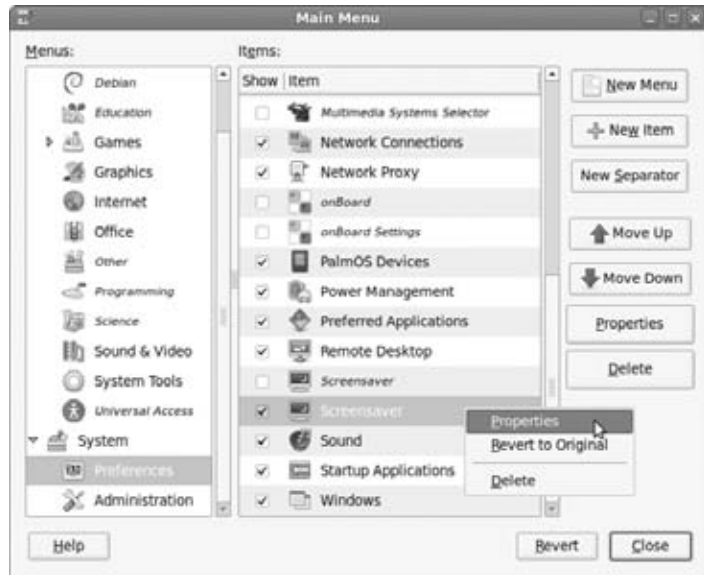 Main Menu
Menus:
Items:
Debian
Education
Games
Graphics
Internet
Office
Other
Programming
Science
Sound & Video
System Tools
Universal Access
System
Preferences
Administration
Show Item
Multimedia Systems Selector
Network Connections
Network Proxy
onBoard
onBoard Settings
PalmOS Devices
Power Management
Preferred Applications
Remote Desktop
Screensaver
Screensaver
Sound
Startup Applications
Windows
Properties
Revert to Original
Delete
New Menu
New Item
New Separator
Move Up
Move Down
Properties
Delete
Help
Revert
Close